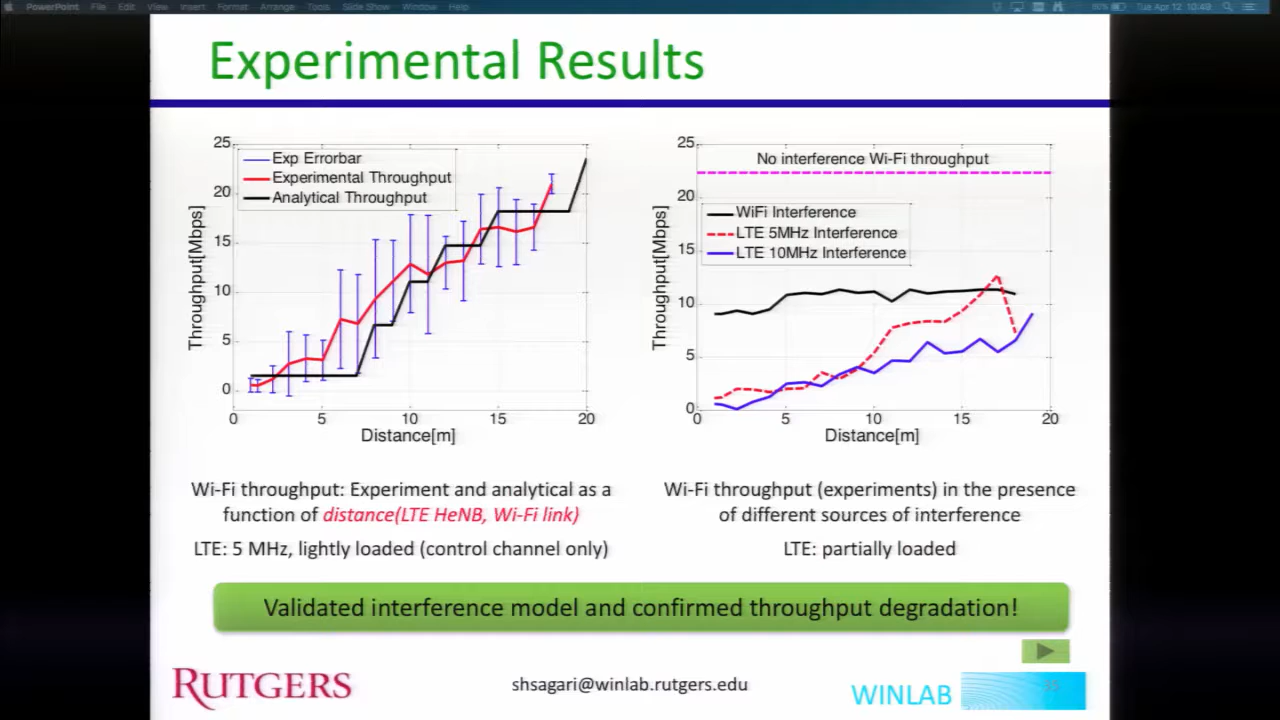 PowerPoint File Edit View Insert Format Arrange Tools Slide Show Window Help 90% Tue Apr 12 10:49
Experimental Results
25
20
15
10
5
0
Throughput[Mbps]
Exp Errorbar
Experimental Throughput
Analytical Throughput
0 5 10 15 20
Distance[m]
25
20
15
10
5
0
Throughput[Mbps]
No interference Wi-Fi throughput
WiFi Interference
LTE 5MHz Interference
LTE 10MHz Interference
0 5 10 15 20
Distance[m]
Wi-Fi throughput: Experiment and analytical as a
function of distance(LTE HeNB, Wi-Fi link)
LTE: 5 MHz, lightly loaded (control channel only)
Wi-Fi throughput (experiments) in the presence
of different sources of interference
LTE: partially loaded
Validated interference model and confirmed throughput degradation!
RUTGERS
shsagari@winlab.rutgers.edu
WINLAB
35